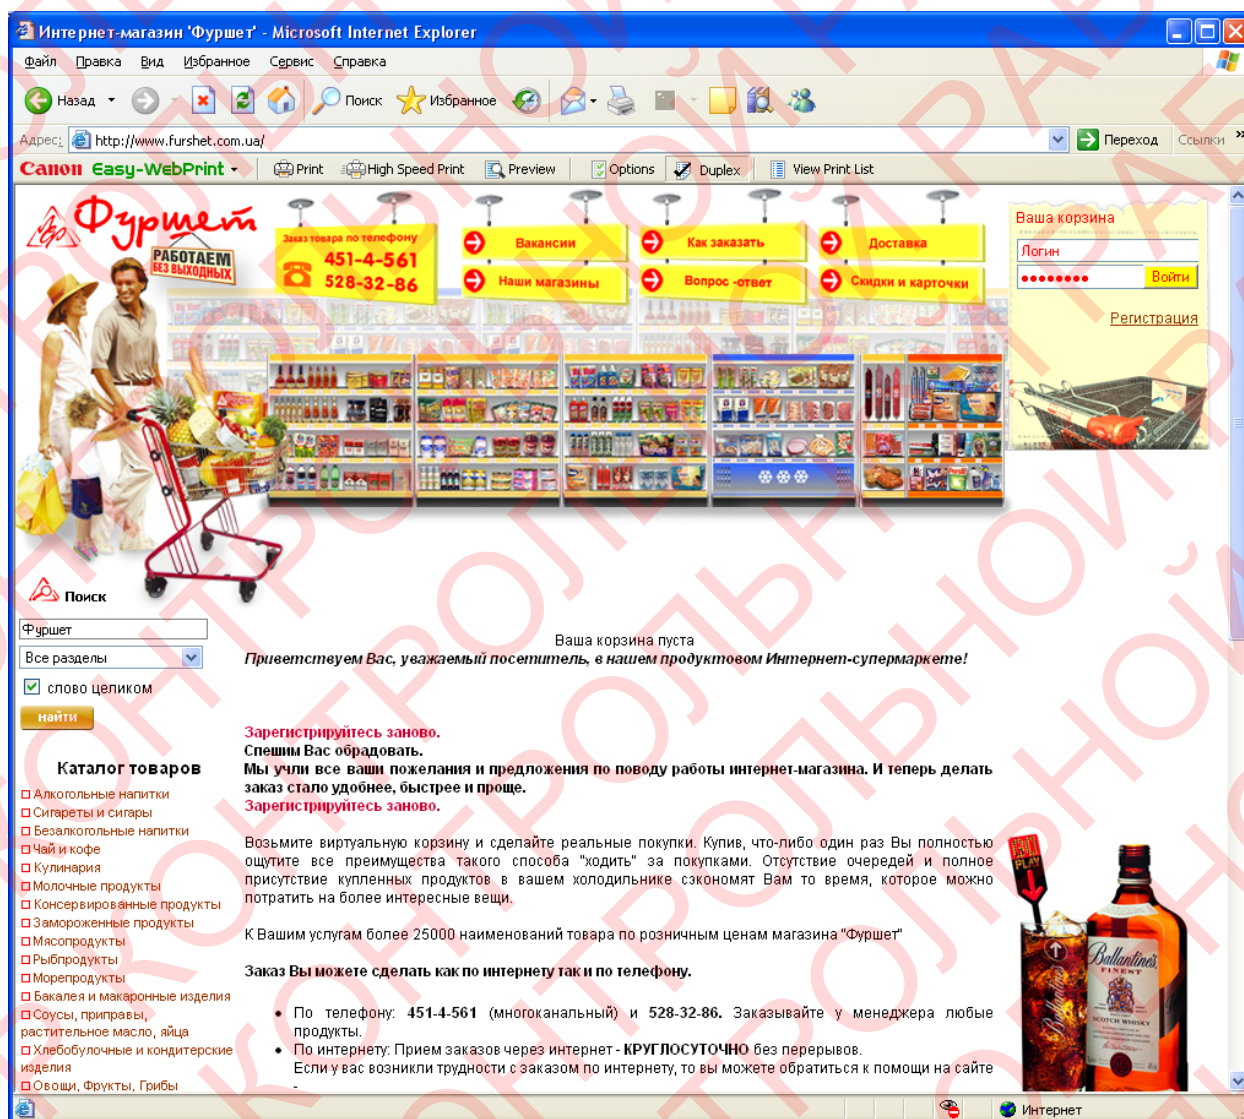 Интернет-магазин 'Фуршет' - Microsoft Internet Explorer
Файл Правка Вид Избранное Сервис Справка
Назад Поиск Избранное
Адрес: http://www.furshet.com.ua/ Переход Ссылки »
Canon Easy-WebPrint Print High Speed Print Preview Options Duplex View Print List
Фуршет
РАБОТАЕМ
БЕЗ ВЫХОДНЫХ
Заказ товара по телефону
451-4-561
528-32-86
Вакансии
Как заказать
Доставка
Наши магазины
Вопрос -ответ
Скидки и карточки
Ваша корзина
Логин
Войти
Регистрация
Поиск
Фуршет
Все разделы
слово целиком
найти
Каталог товаров
Алкогольные напитки
Сигареты и сигары
Безалкогольные напитки
Чай и кофе
Кулинария
Молочные продукты
Консервированные продукты
Замороженные продукты
Мясопродукты
Рыбпродукты
Морепродукты
Бакалея и макаронные изделия
Соусы, приправы,
растительное масло, яйца
Хлебобулочные и кондитерские
изделия
Овощи, Фрукты, Грибы
Ваша корзина пуста
Приветствуем Вас, уважаемый посетитель, в нашем продуктовом Интернет-супермаркете!
Зарегистрируйтесь заново.
Спешим Вас обрадовать.
Мы учли все ваши пожелания и предложения по поводу работы интернет-магазина. И теперь делать
заказ стало удобнее, быстрее и проще.
Зарегистрируйтесь заново.
Возьмите виртуальную корзину и сделайте реальные покупки. Купив, что-либо один раз Вы полностью
ощутите все преимущества такого способа "ходить" за покупками. Отсутствие очередей и полное
присутствие купленных продуктов в вашем холодильнике сэкономят Вам то время, которое можно
потратить на более интересные вещи.
К Вашим услугам более 25000 наименований товара по розничным ценам магазина "Фуршет"
Заказ Вы можете сделать как по интернету так и по телефону.
• По телефону: 451-4-561 (многоканальный) и 528-32-86. Заказывайте у менеджера любые
продукты.
• По интернету: Прием заказов через интернет - КРУГЛОСУТОЧНО без перерывов.
Если у вас возникли трудности с заказом по интернету, то вы можете обратиться к помощи на сайте
-
PLAY
Ballantine's
FINEST
SCOTCH WHISKY
Ballantine's
Интернет
КОНТРОЛЬНОЙ